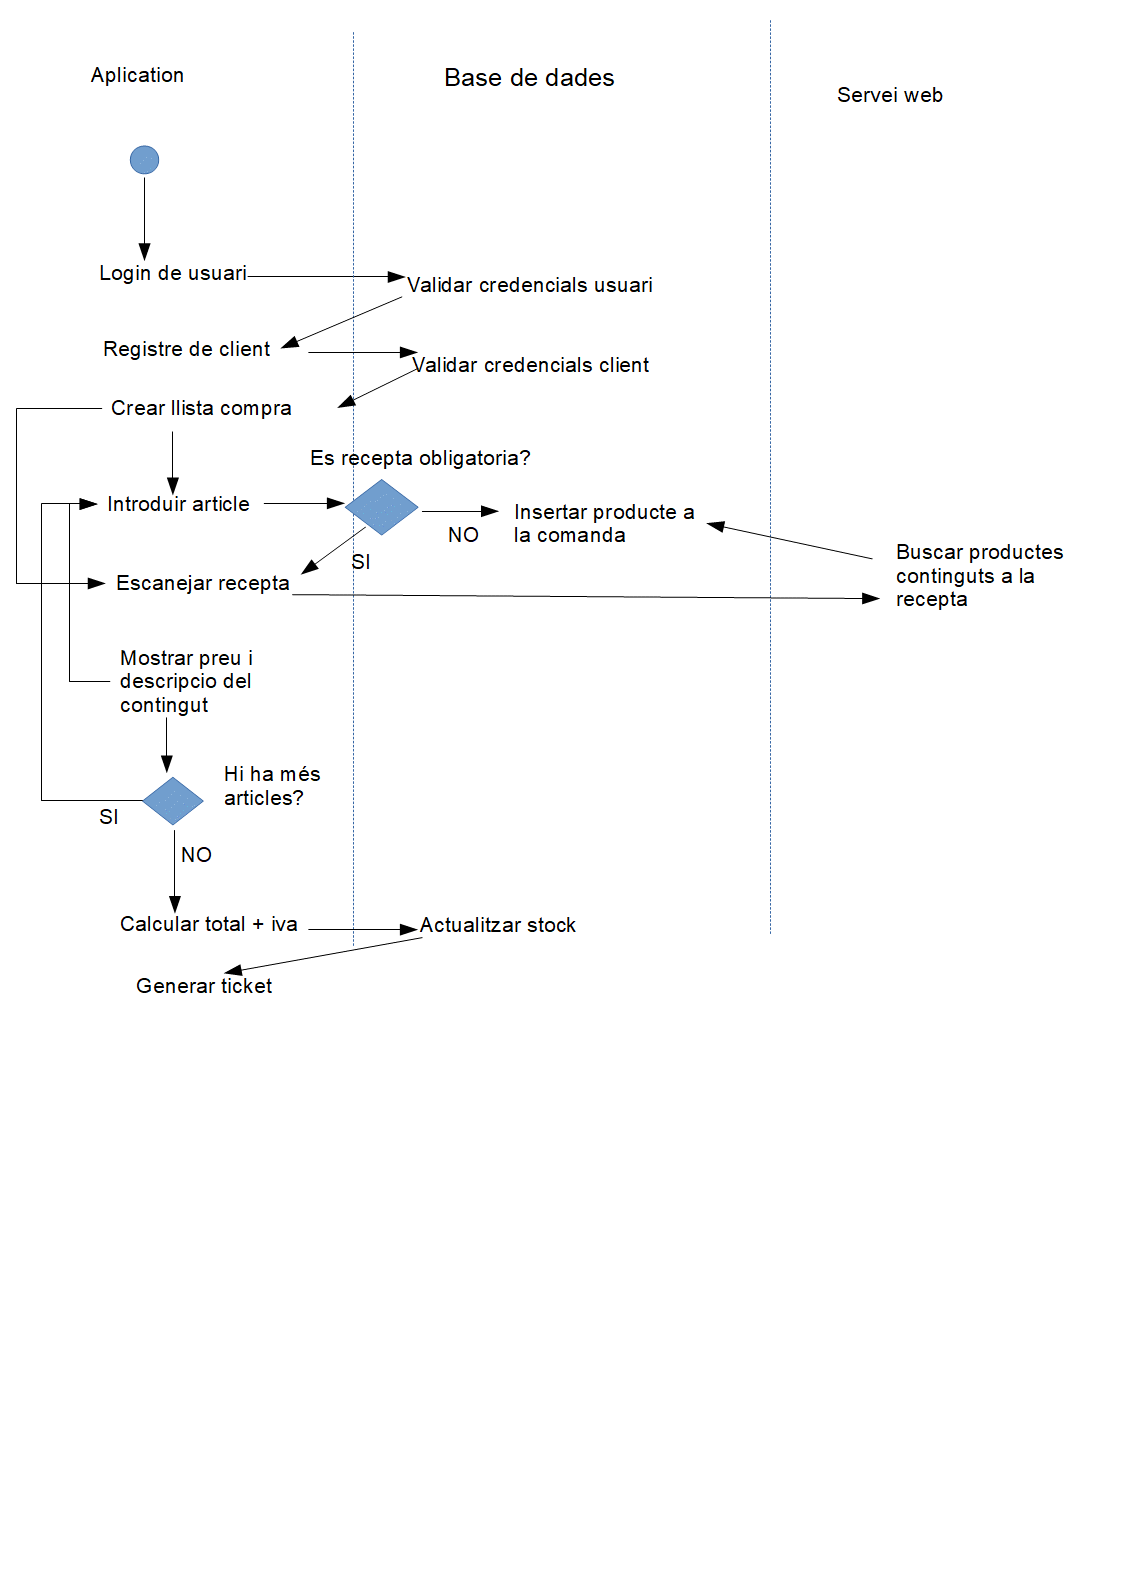 Aplication
Base de dades
Servei web
Login de usuari
Validar credencials usuari
Registre de client
Validar credencials client
Crear llista compra
Es recepta obligatoria?
Introduir article
NO
Insertar producte a
la comanda
SI
Buscar productes
continguts a la
recepta
Escanejar recepta
Mostrar preu i
descripcio del
contingut
Hi ha més
articles?
SI
NO
Calcular total + iva
Actualitzar stock
Generar ticket